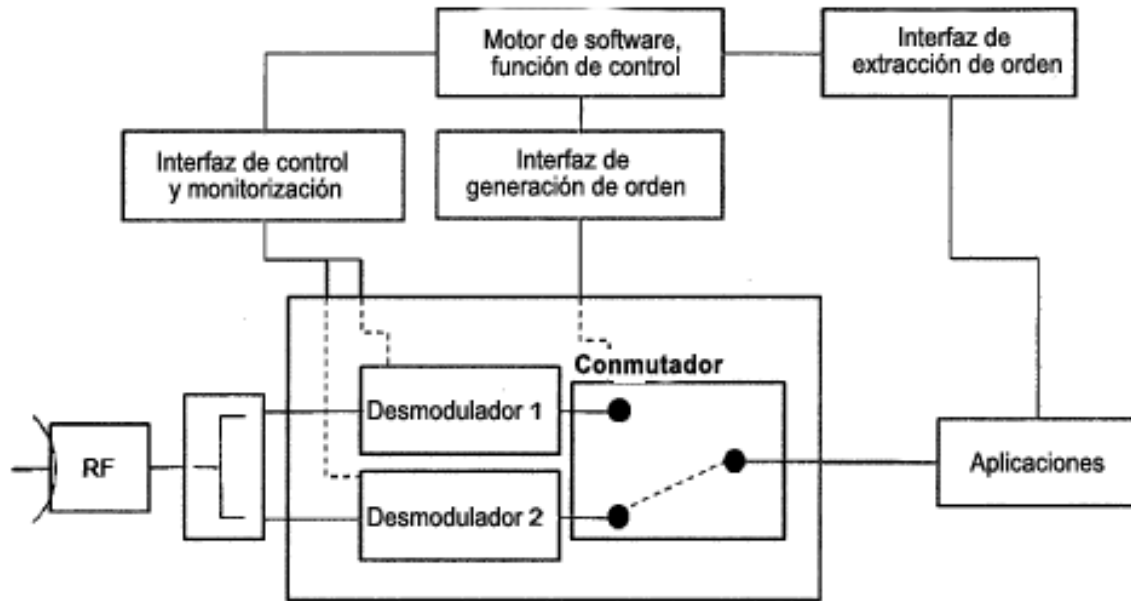 Motor de software,
función de control
Interfaz de
extracción de orden
Interfaz de control
y monitorización
Interfaz de
generación de orden
Conmutador
Desmodulador 1
RF
Aplicaciones
Desmodulador 2